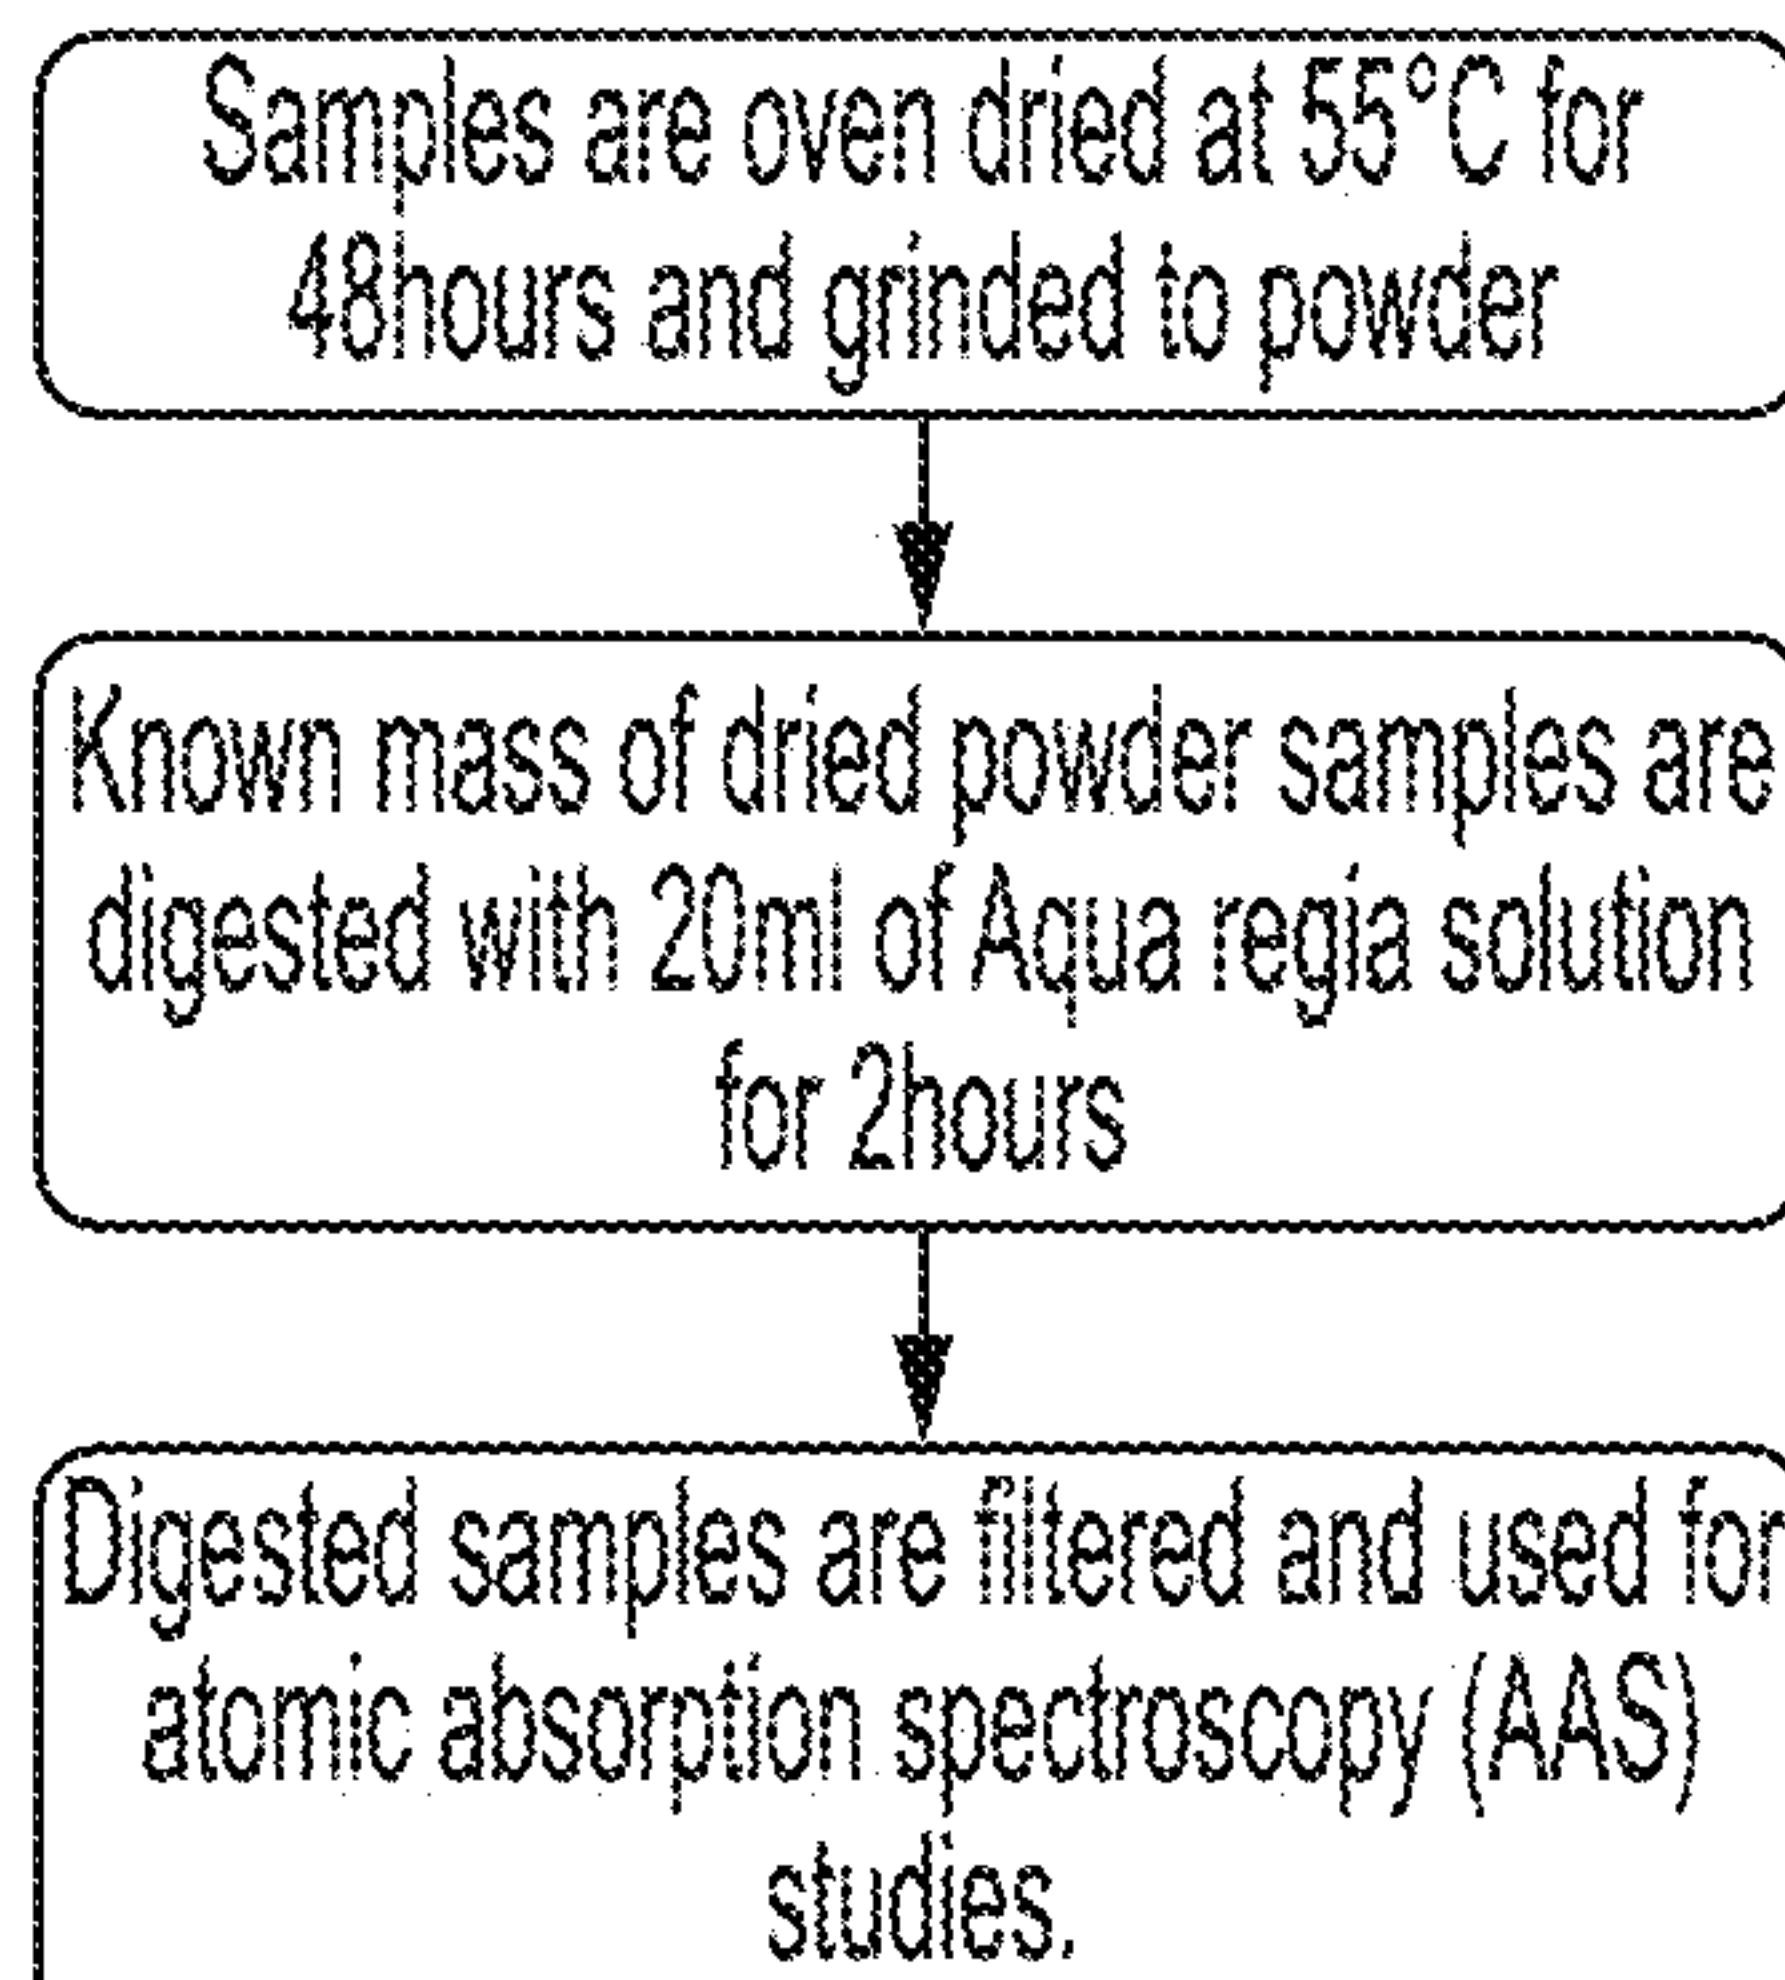 Samples are oven dried at 55°C for
48hours and grinded to powder
Known mass of dried powder samples are
digested with 20ml of Aqua regia solution
for 2hours
Digested samples are filtered and used for
atomic absorption spectroscopy (AAS)
studies.